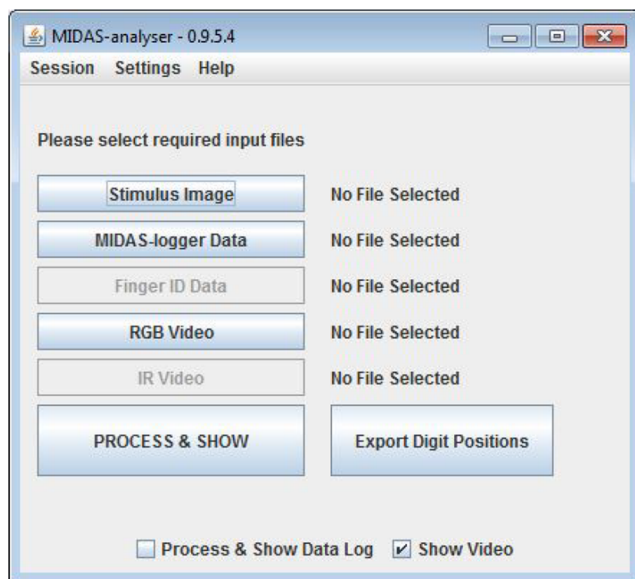 MIDAS-analyser - 0.9.5.4
Session Settings Help
Please select required input files
Stimulus Image No File Selected
MIDAS-logger Data No File Selected
Finger ID Data No File Selected
RGB Video No File Selected
IR Video No File Selected
PROCESS & SHOW Export Digit Positions
Process & Show Data Log Show Video